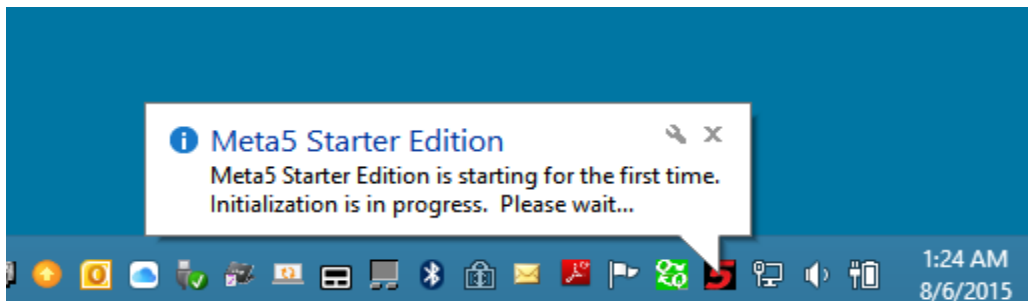 Meta5 Starter Edition
Meta5 Starter Edition is starting for the first time.
Initialization is in progress.  Please wait...
1:24 AM
8/6/2015